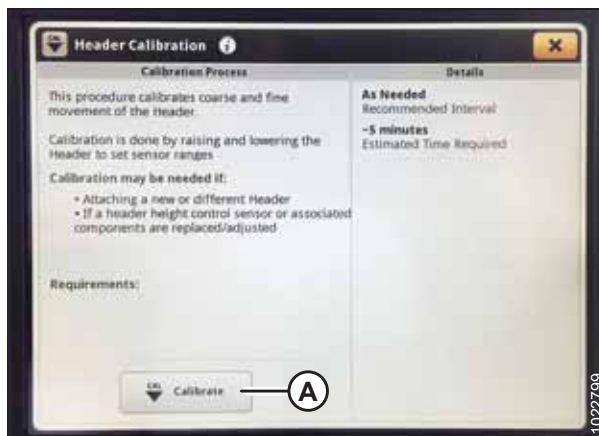 CAL
Header Calibration i
Calibration Process
This procedure calibrates coarse and fine
movement of the Header.
Calibration is done by raising and lowering the
Header to set sensor ranges
Calibration may be needed if:
• Attaching a new or different Header
• If a header height control sensor or associated
components are replaced/adjusted
Requirements:
CAL
Calibrate
A
Details
As Needed
Recommended Interval
~5 minutes
Estimated Time Required
1022799